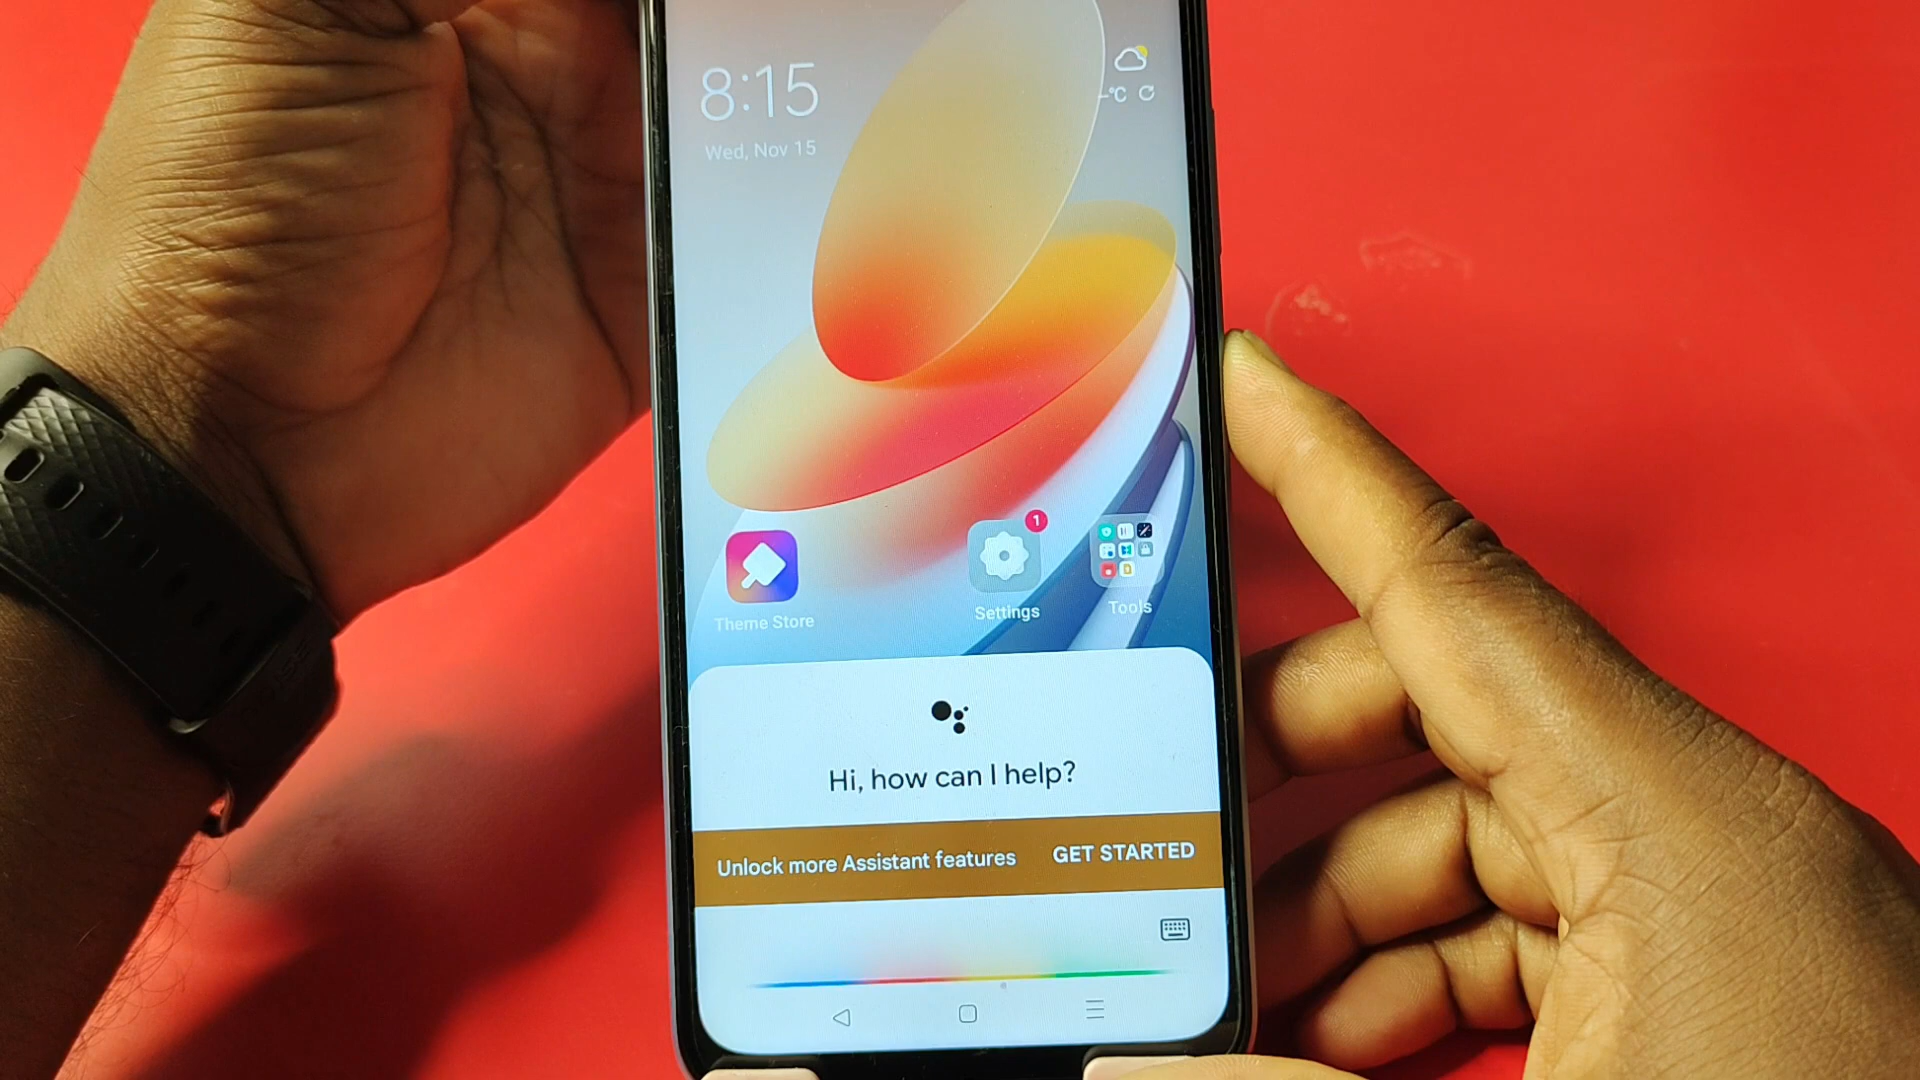 8:15
Wed, Nov 15
-°C
Theme Store
1
Settings
Tools
Hi, how can I help?
Unlock more Assistant features
GET STARTED